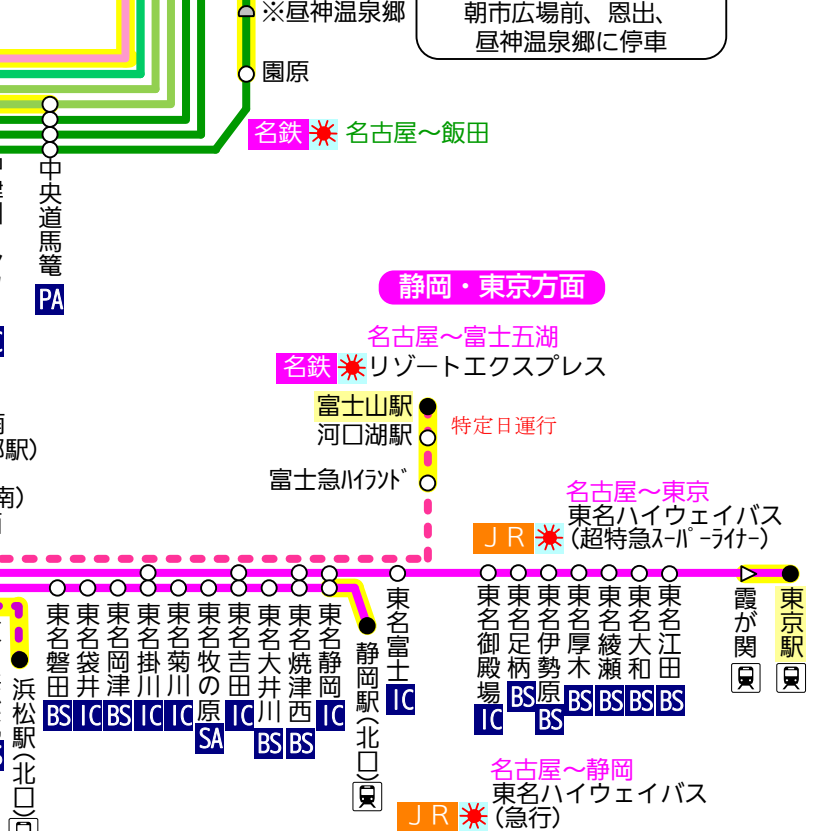 ※昼神温泉郷
朝市広場前、恩出、
昼神温泉郷に停車
園原
名鉄 名古屋～飯田
中央道馬篭
PA
静岡・東京方面
名古屋～富士五湖
名鉄 リゾートエクスプレス
富士山駅
特定日運行
河口湖駅
富士急ﾊｲﾗﾝﾄﾞ
駅）
南）
名古屋～東京
東名ハイウェイバス
JR （超特急ｽｰﾊﾟｰﾗｲﾅｰ）
東名磐田 BS
東名袋井 IC
東名岡津 BS
東名掛川 IC
東名菊川 IC
東名牧の原 SA
東名吉田 IC
東名大井川 BS
東名焼津西 BS
東名静岡 IC
静岡駅（北口）
東名富士 IC
東名御殿場 IC
東名足柄 BS
東名伊勢原 BS
東名厚木 BS
東名綾瀬 BS
東名大和 BS
東名江田 BS
霞が関
東京駅
浜松駅（北口）
名古屋～静岡
東名ハイウェイバス
JR （急行）